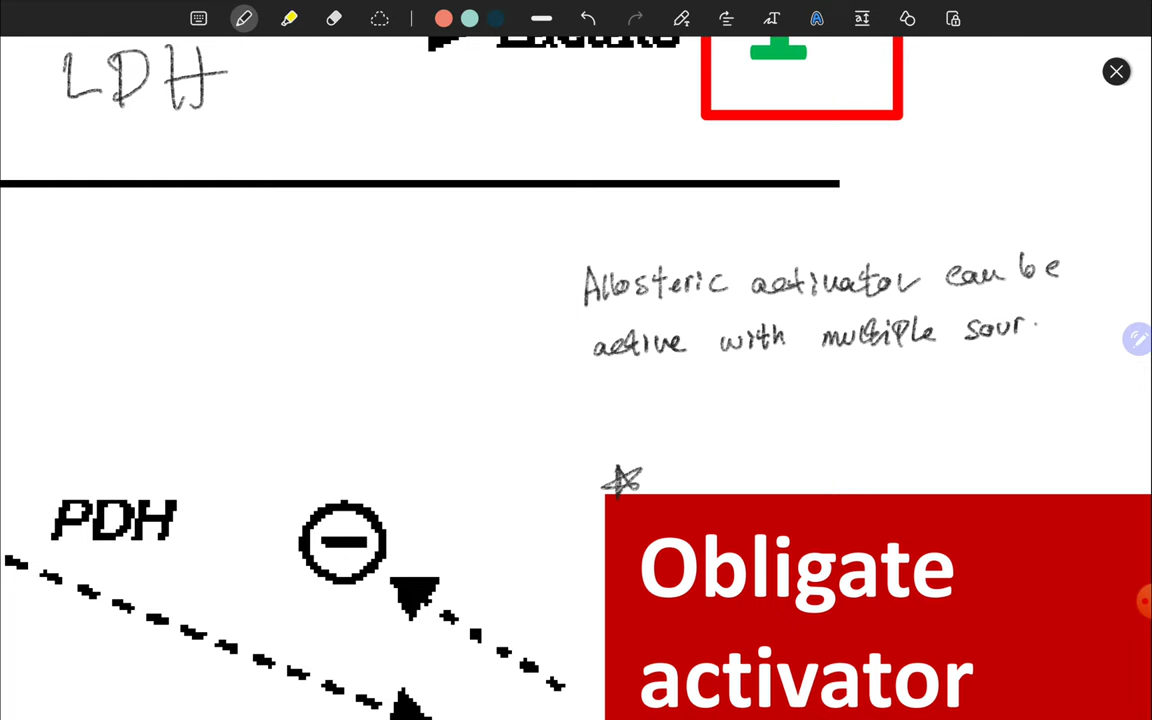 LDH
Allosteric activator can be
active with multiple sour.
PDH
Obligate
activator